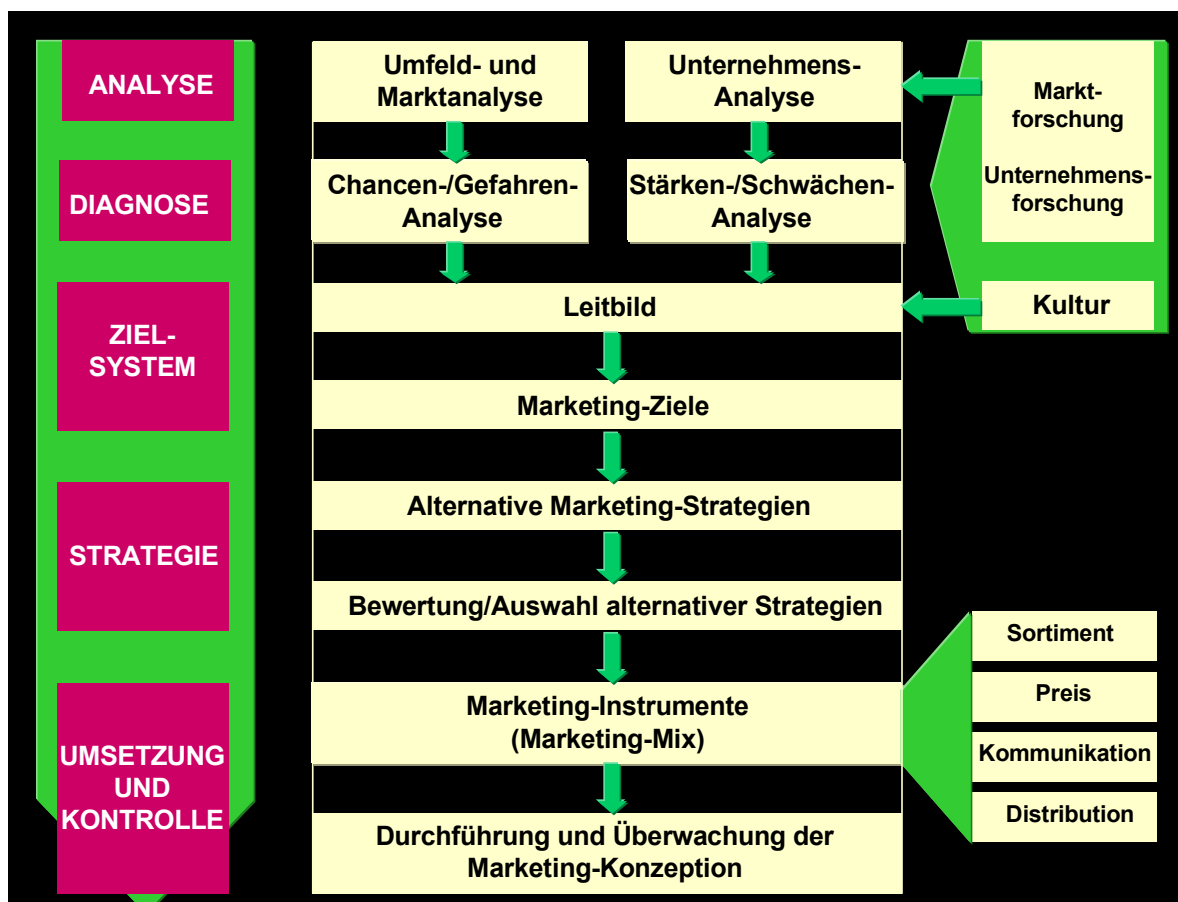 ANALYSE
Umfeld- und
Marktanalyse
Unternehmens-
Analyse
Markt-
forschung
Unternehmens-
forschung
DIAGNOSE
Chancen-/Gefahren-
Analyse
Stärken-/Schwächen-
Analyse
ZIEL-
SYSTEM
Leitbild
Kultur
Marketing-Ziele
STRATEGIE
Alternative Marketing-Strategien
Bewertung/Auswahl alternativer Strategien
UMSETZUNG
UND
KONTROLLE
Marketing-Instrumente
(Marketing-Mix)
Sortiment
Preis
Kommunikation
Distribution
Durchführung und Überwachung der
Marketing-Konzeption